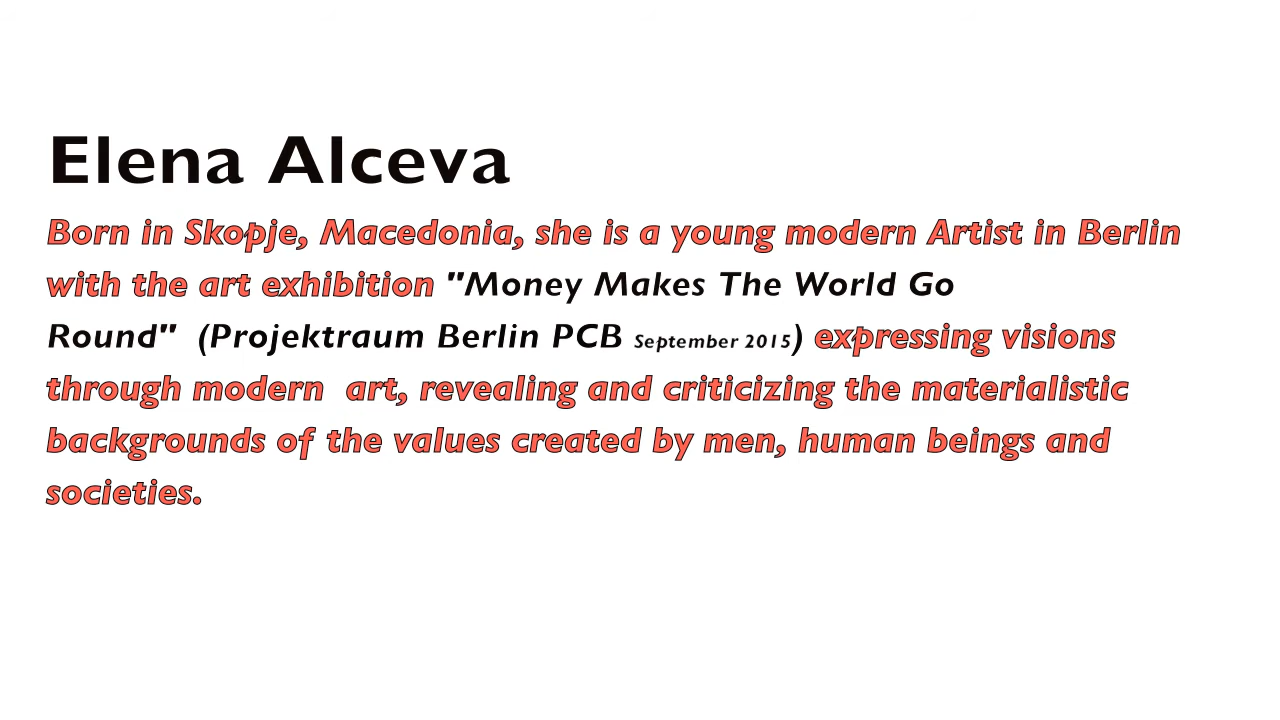 Elena Alceva
Born in Skopje, Macedonia, she is a young modern Artist in Berlin
with the art exhibition "Money Makes The World Go
Round"  (Projektraum Berlin PCB September 2015) expressing visions
through modern  art, revealing and criticizing the materialistic
backgrounds of the values created by men, human beings and
societies.